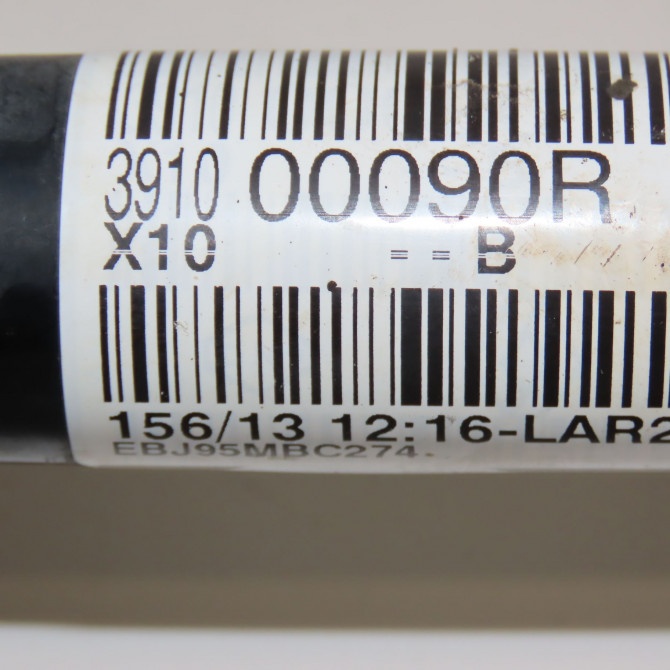 3910 00090R
X10 -- B
156/13 12:16-LAR2
EBJ95MBC274.